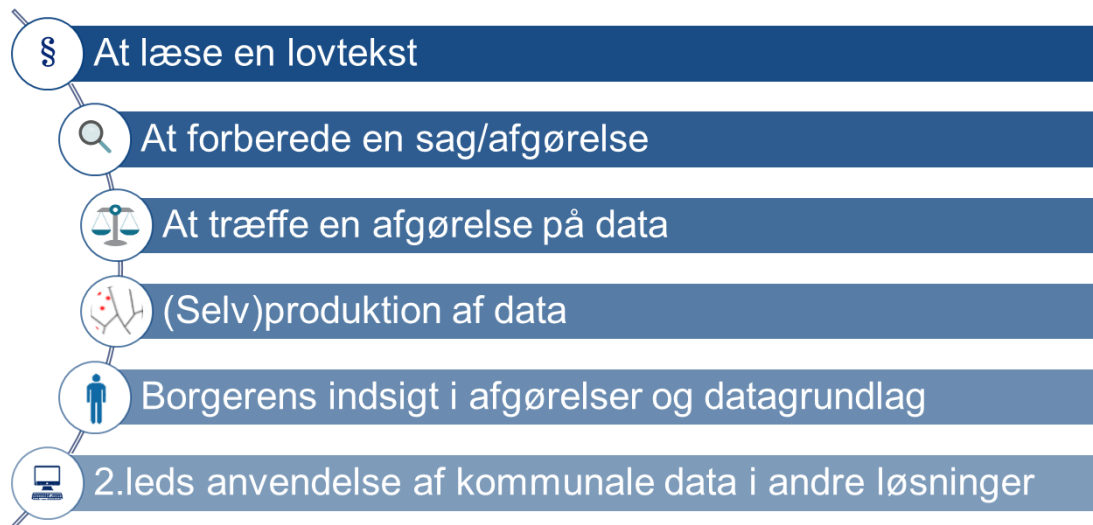 §
At læse en lovtekst
At forberede en sag/afgørelse
At træffe en afgørelse på data
(Selv)produktion af data
Borgerens indsigt i afgørelser og datagrundlag
2.leds anvendelse af kommunale data i andre løsninger